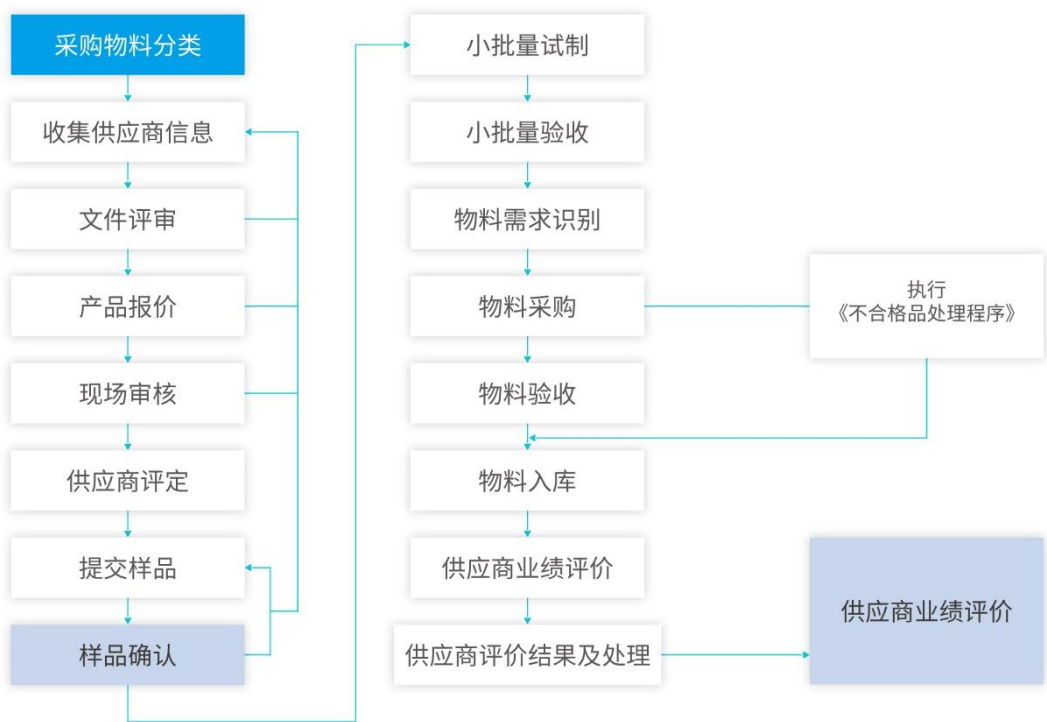 采购物料分类
收集供应商信息
文件评审
产品报价
现场审核
供应商评定
提交样品
样品确认
小批量试制
小批量验收
物料需求识别
物料采购
物料验收
物料入库
供应商业绩评价
供应商评价结果及处理
执行
《不合格品处理程序》
供应商业绩评价